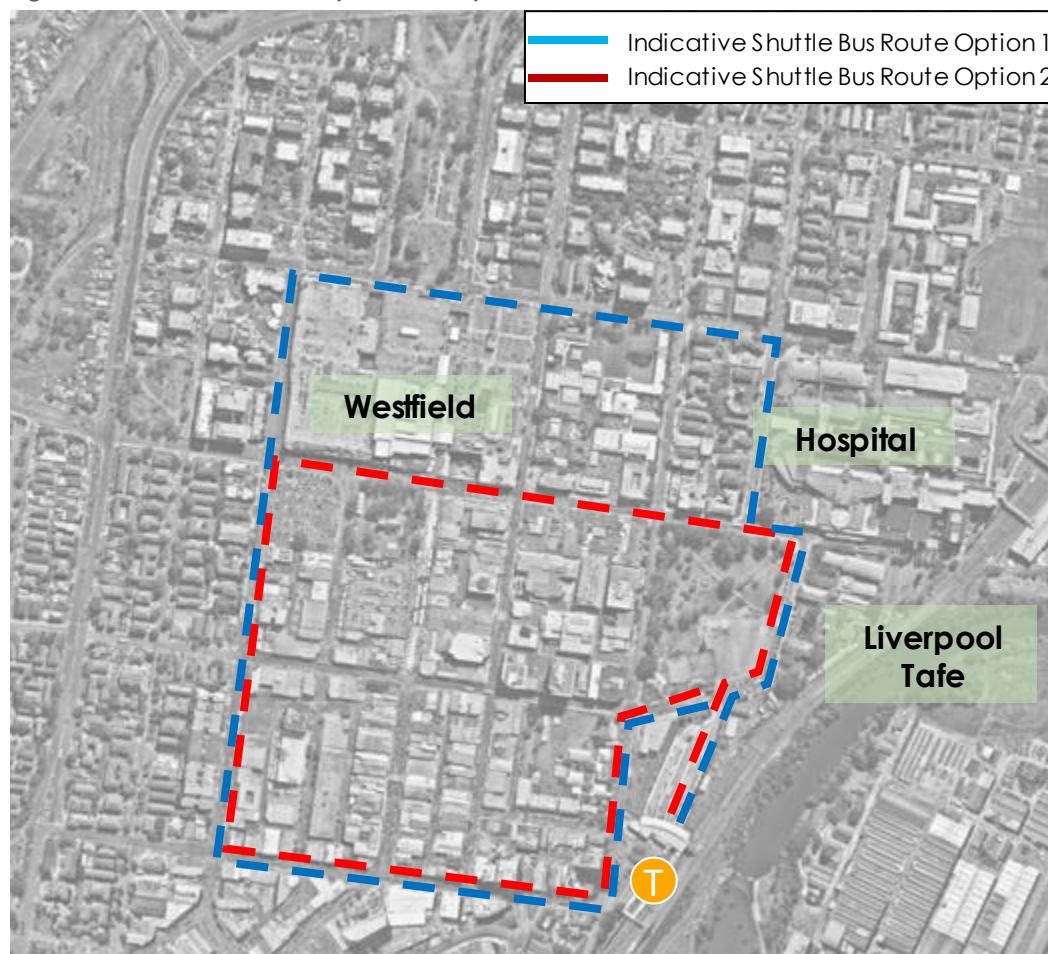 Indicative Shuttle Bus Route Option 1
Indicative Shuttle Bus Route Option 2
Westfield
Hospital
Liverpool
Tafe
T